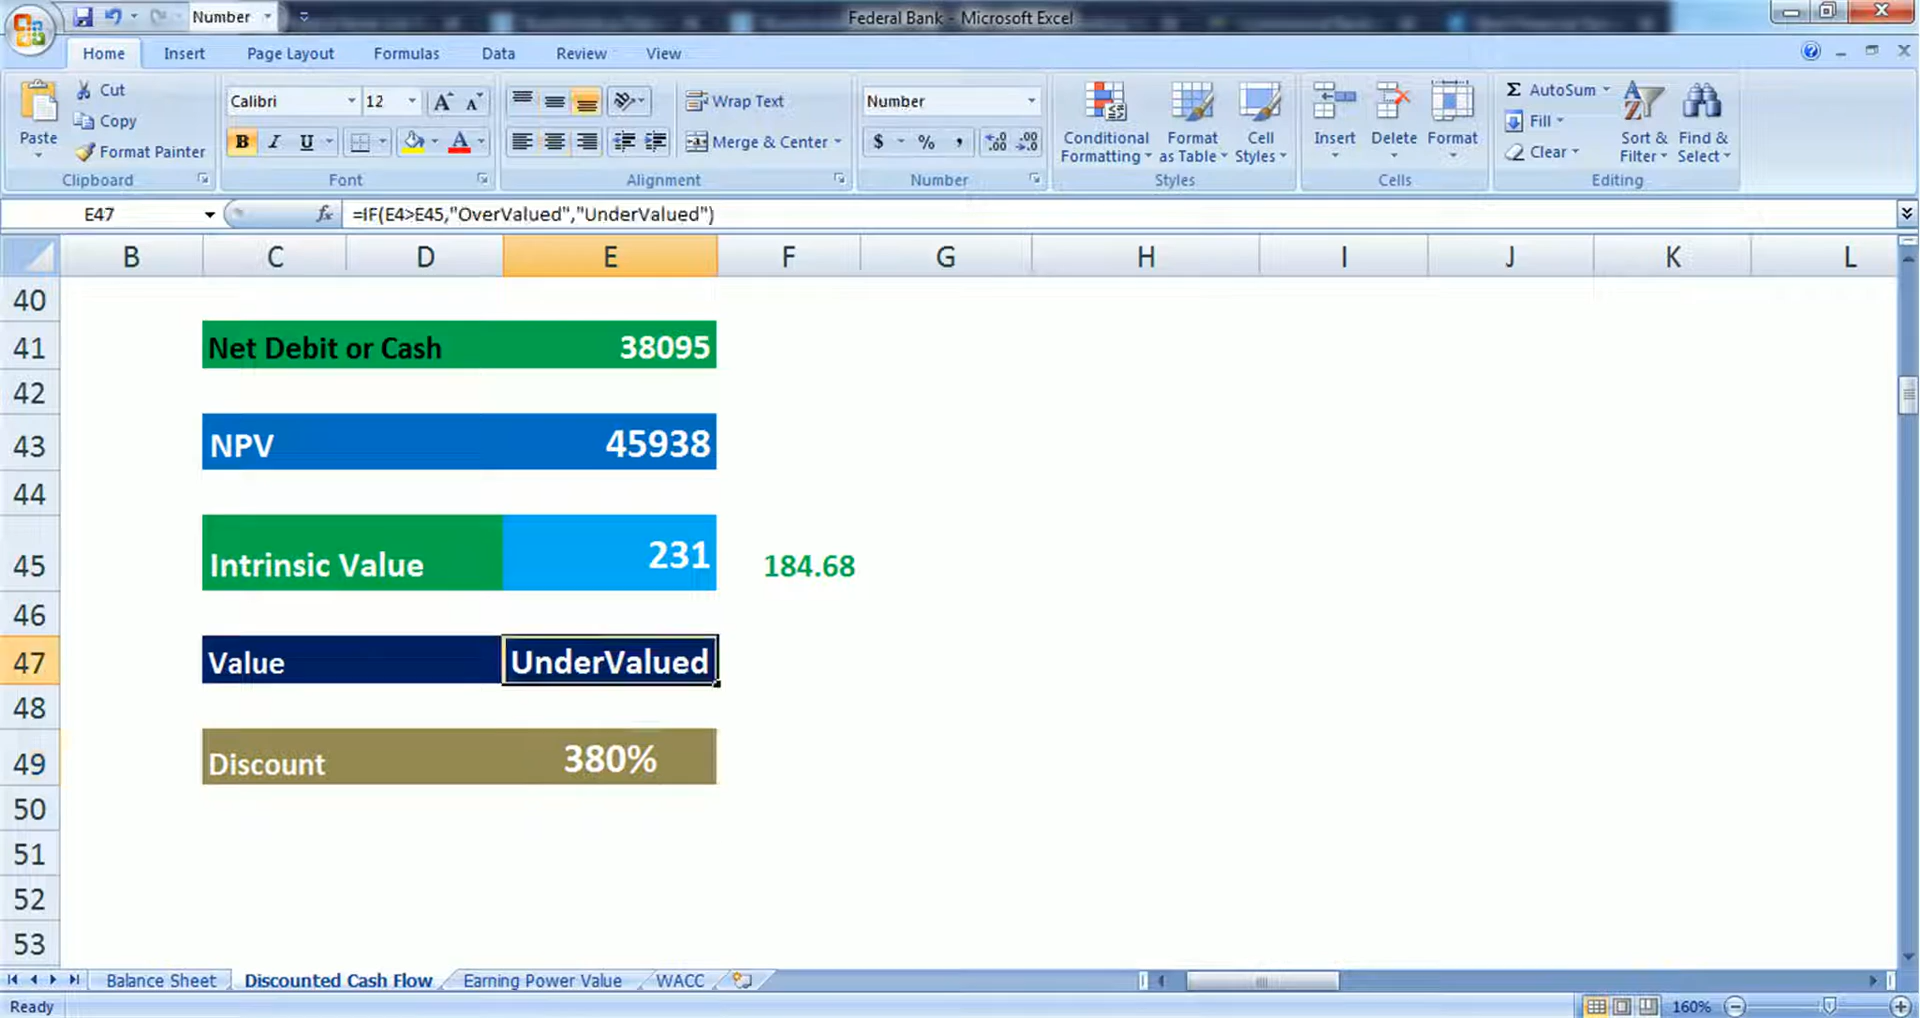 Number
Federal Bank - Microsoft Excel
Home Insert Page Layout Formulas Data Review View
Paste
Cut
Copy
Format Painter
Clipboard
Calibri 12
B I U
Font
Wrap Text
Merge & Center
Alignment
Number
$ % ,
Number
Conditional Formatting
Format as Table
Cell Styles
Styles
Insert Delete Format
Cells
Σ AutoSum
Fill
Clear
Sort & Filter
Find & Select
Editing
E47 fx =IF(E4>E45,"OverValued","UnderValued")
B C D E F G H I J K L
40
41 Net Debit or Cash 38095
42
43 NPV 45938
44
45 Intrinsic Value 231 184.68
46
47 Value UnderValued
48
49 Discount 380%
50
51
52
53
Balance Sheet Discounted Cash Flow Earning Power Value WACC
Ready 160%